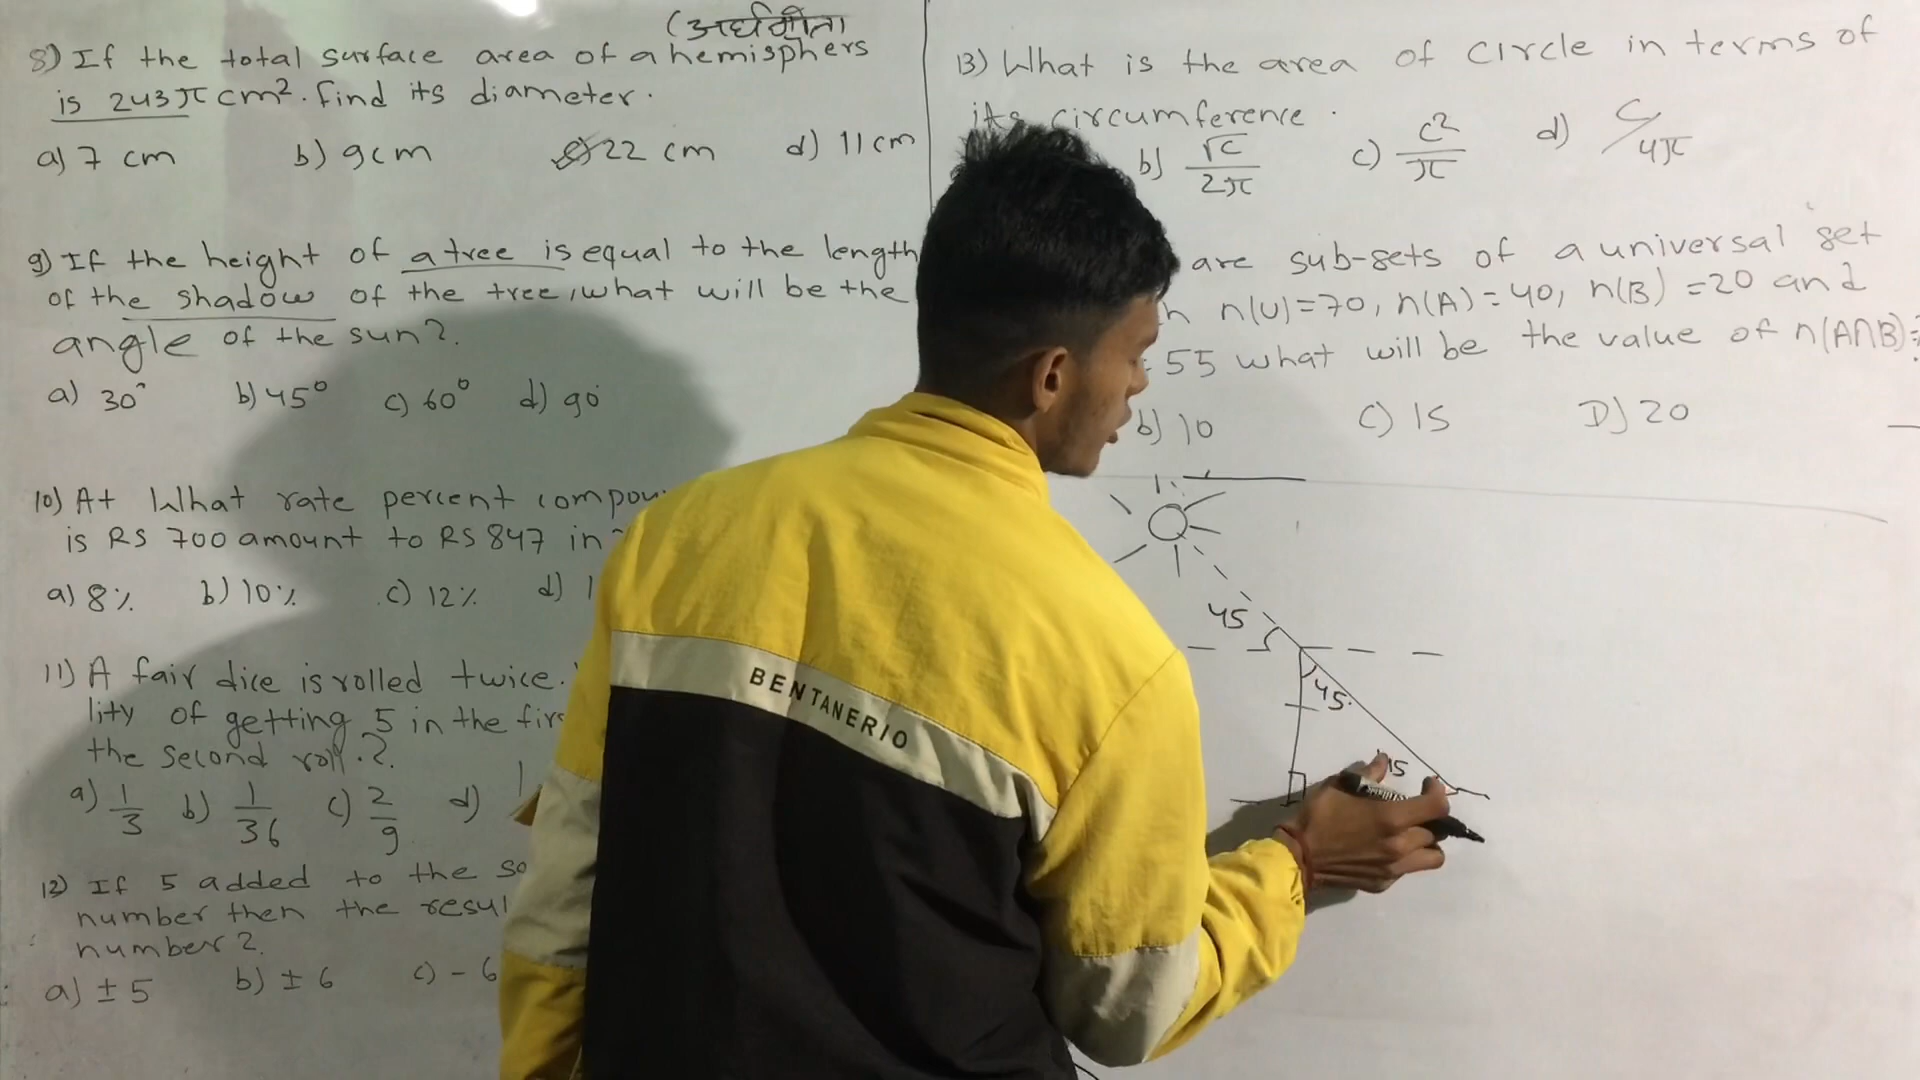 (अर्धगोला)
8) If the total surface area of a hemisphers
is 243π cm². find its diameter.
a) 7 cm b) 9cm c) 22 cm d) 11cm
9) If the height of a tree is equal to the length
of the shadow of the tree, what will be the
angle of the sun?.
a) 30° b) 45° c) 60° d) 90°
10) At What rate percent
is RS 700 amount to RS 847 in
a) 8% b) 10% c) 12% d)
11) A fair dice is rolled twice.
lity of getting 5 in the
the second roll.?.
a) 1/3 b) 1/36 c) 2/9 d)
12) If 5 added to the
number then the
number?.
a) ±5 b) ±6 c) -6
13) What is the area of circle in terms of
its circumference.
b) √c/2π c) c²/π d) c/4π
are sub-sets of a universal set
n(U)=70, n(A)=40, n(B)=20 and
55 what will be the value of n(A∩B)=?
b) 10 C) 15 D) 20
45
45
BENTANERIO